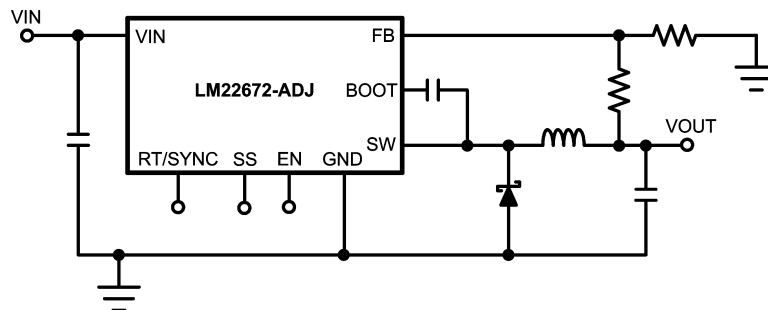 VIN
VIN
FB
LM22672-ADJ
BOOT
VOUT
SW
RT/SYNC SS EN GND